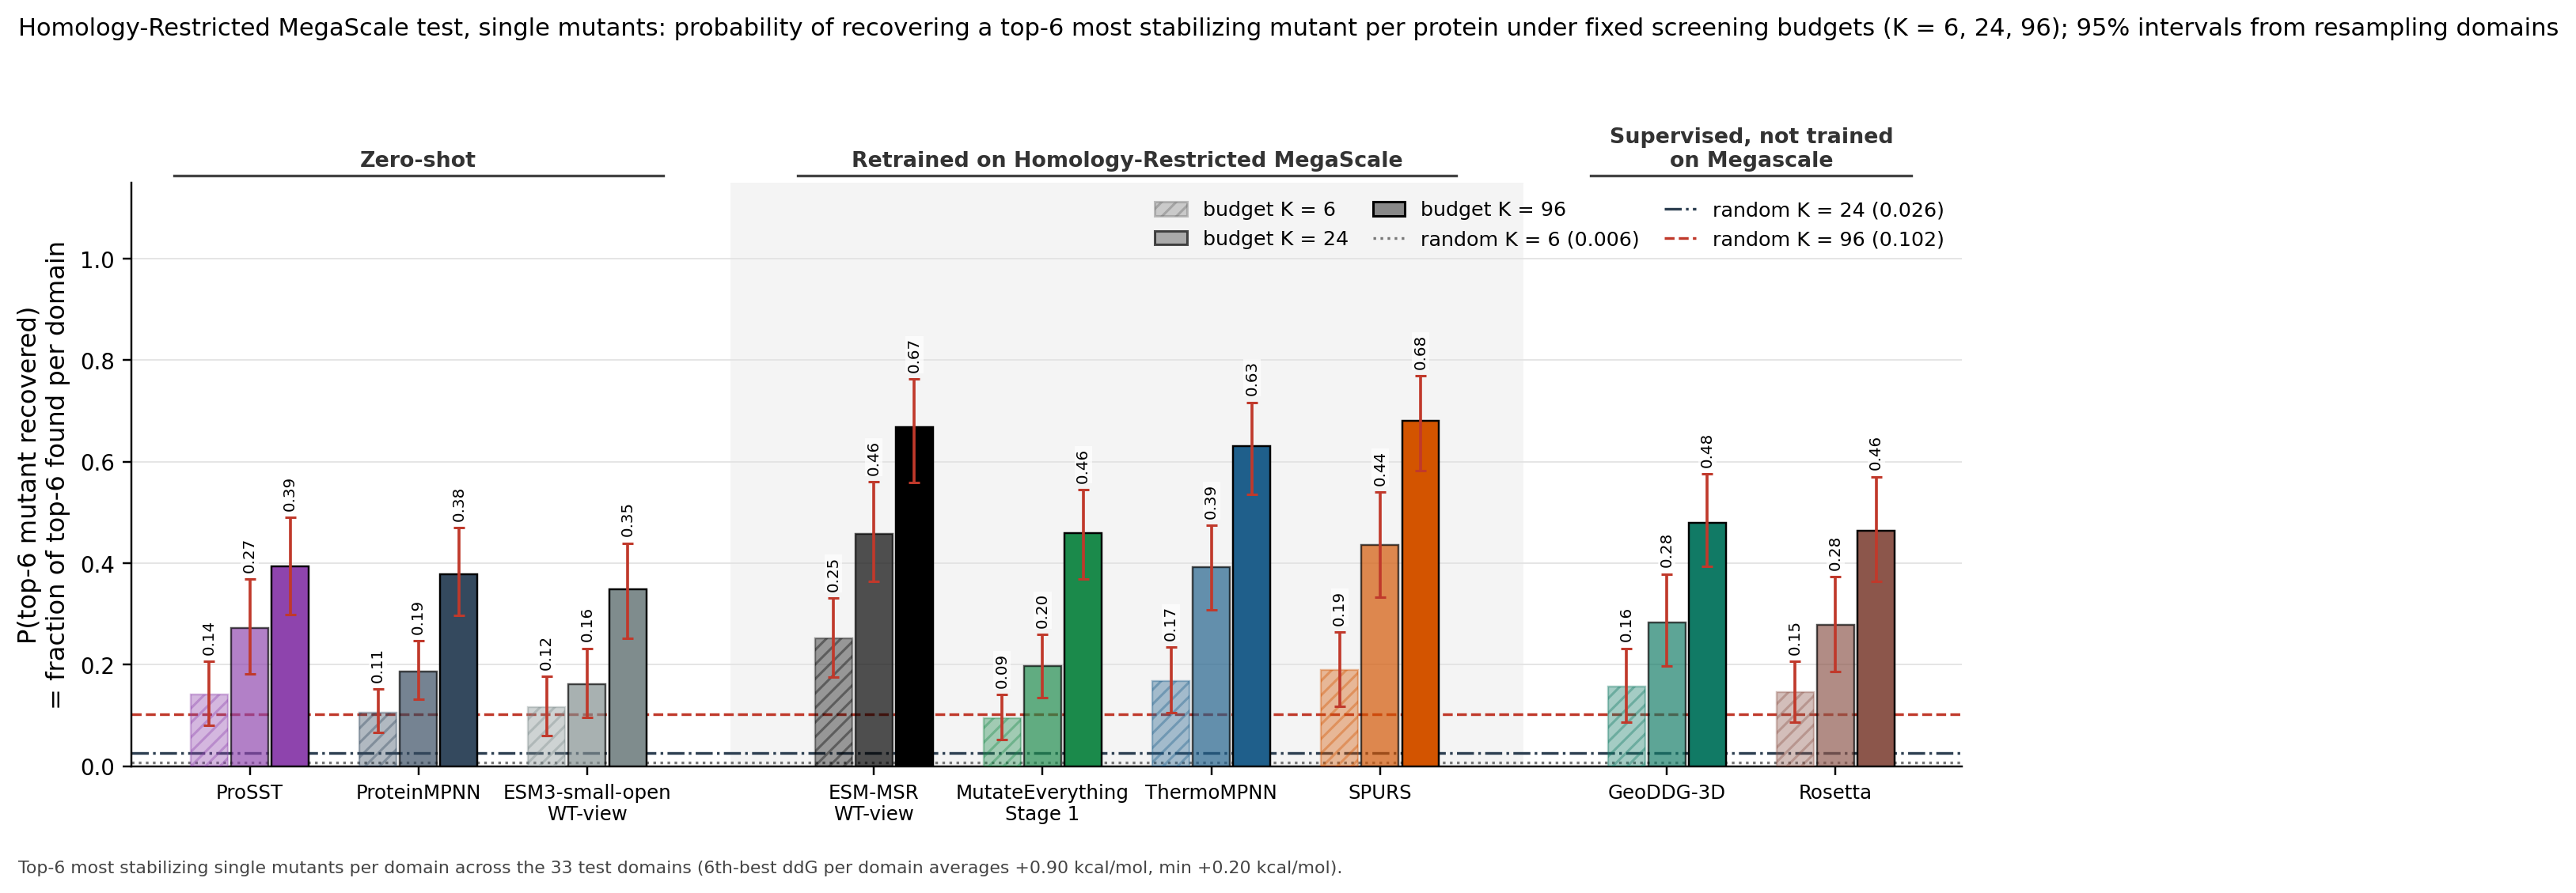 Homology-Restricted MegaScale test, single mutants: probability of recovering a top-6 most stabilizing mutant per protein under fixed screening budgets (K = 6, 24, 96); 95% intervals from resampling domains
Zero-shot
Retrained on Homology-Restricted MegaScale
Supervised, not trained
on Megascale
budget K = 6
budget K = 24
budget K = 96
random K = 6 (0.006)
random K = 24 (0.026)
random K = 96 (0.102)
P(top-6 mutant recovered)
= fraction of top-6 found per domain
1.0
0.8
0.6
0.4
0.2
0.0
0.14
0.27
0.39
0.11
0.19
0.38
0.12
0.16
0.35
0.25
0.46
0.67
0.09
0.20
0.46
0.17
0.39
0.63
0.19
0.44
0.68
0.16
0.28
0.48
0.15
0.28
0.46
ProSST
ProteinMPNN
ESM3-small-open
WT-view
ESM-MSR
WT-view
MutateEverything
Stage 1
ThermoMPNN
SPURS
GeoDDG-3D
Rosetta
Top-6 most stabilizing single mutants per domain across the 33 test domains (6th-best ddG per domain averages +0.90 kcal/mol, min +0.20 kcal/mol).